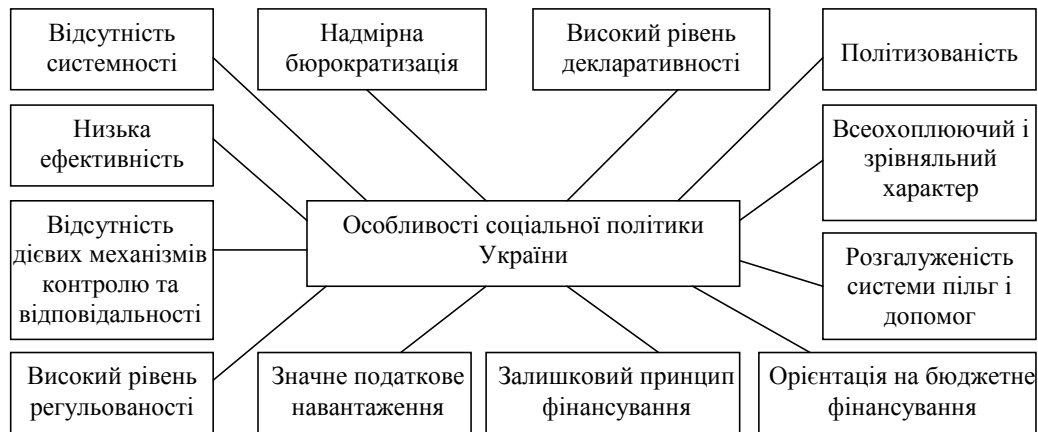 Відсутність
системності
Надмірна
бюрократизація
Високий рівень
декларативності
Політизованість
Низька
ефективність
Всеохоплюючий і
зрівняльний
характер
Особливості соціальної політики
України
Відсутність
дієвих механізмів
контролю та
відповідальності
Розгалуженість
системи пільг і
допомог
Високий рівень
регульованості
Значне податкове
навантаження
Залишковий принцип
фінансування
Орієнтація на бюджетне
фінансування